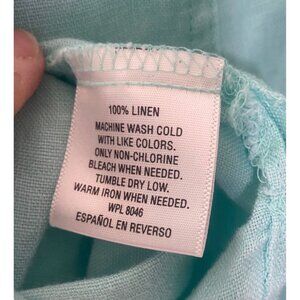 100% LINEN
MACHINE WASH COLD
WITH LIKE COLORS.
ONLY NON-CHLORINE
BLEACH WHEN NEEDED.
TUMBLE DRY LOW.
WARM IRON WHEN NEEDED.
WPL 8046
ESPAÑOL EN REVERSO